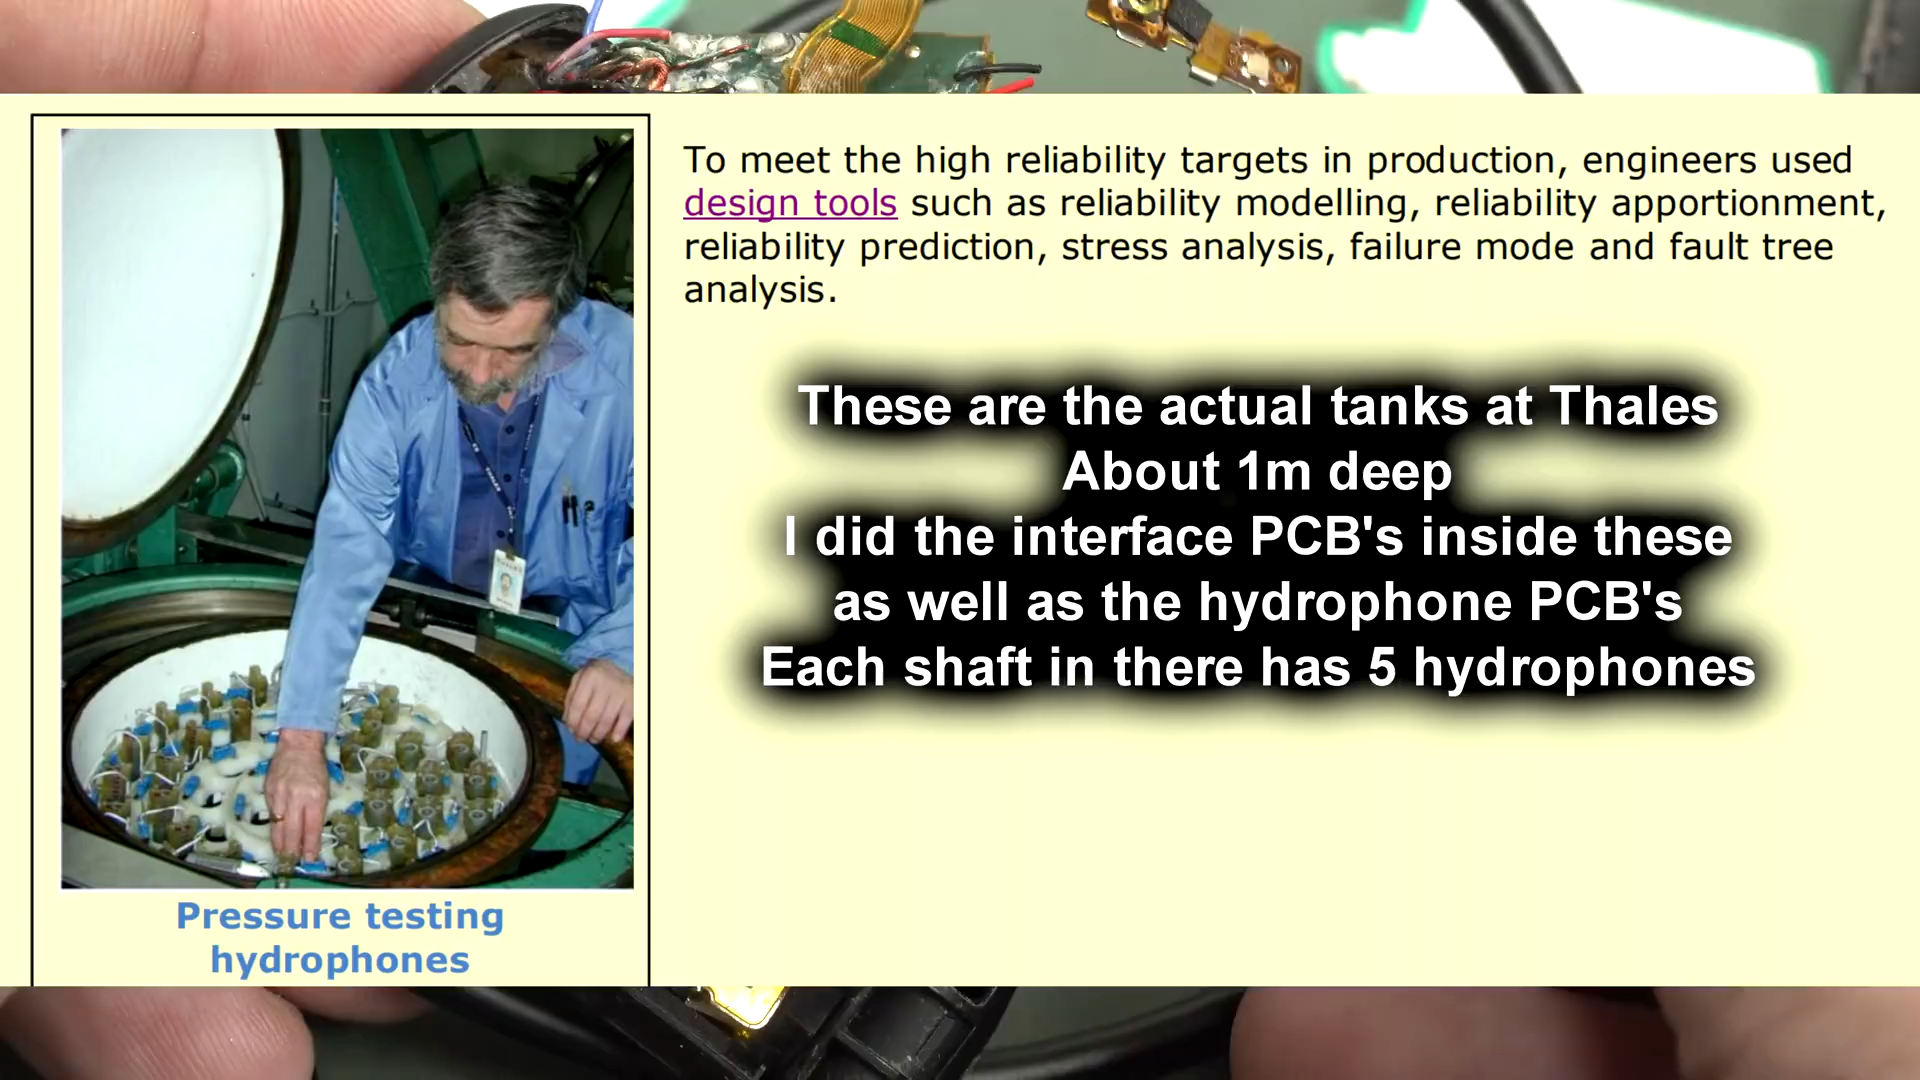 To meet the high reliability targets in production, engineers used
design tools such as reliability modelling, reliability apportionment,
reliability prediction, stress analysis, failure mode and fault tree
analysis.
These are the actual tanks at Thales
About 1m deep
I did the interface PCB's inside these
as well as the hydrophone PCB's
Each shaft in there has 5 hydrophones
Pressure testing
hydrophones